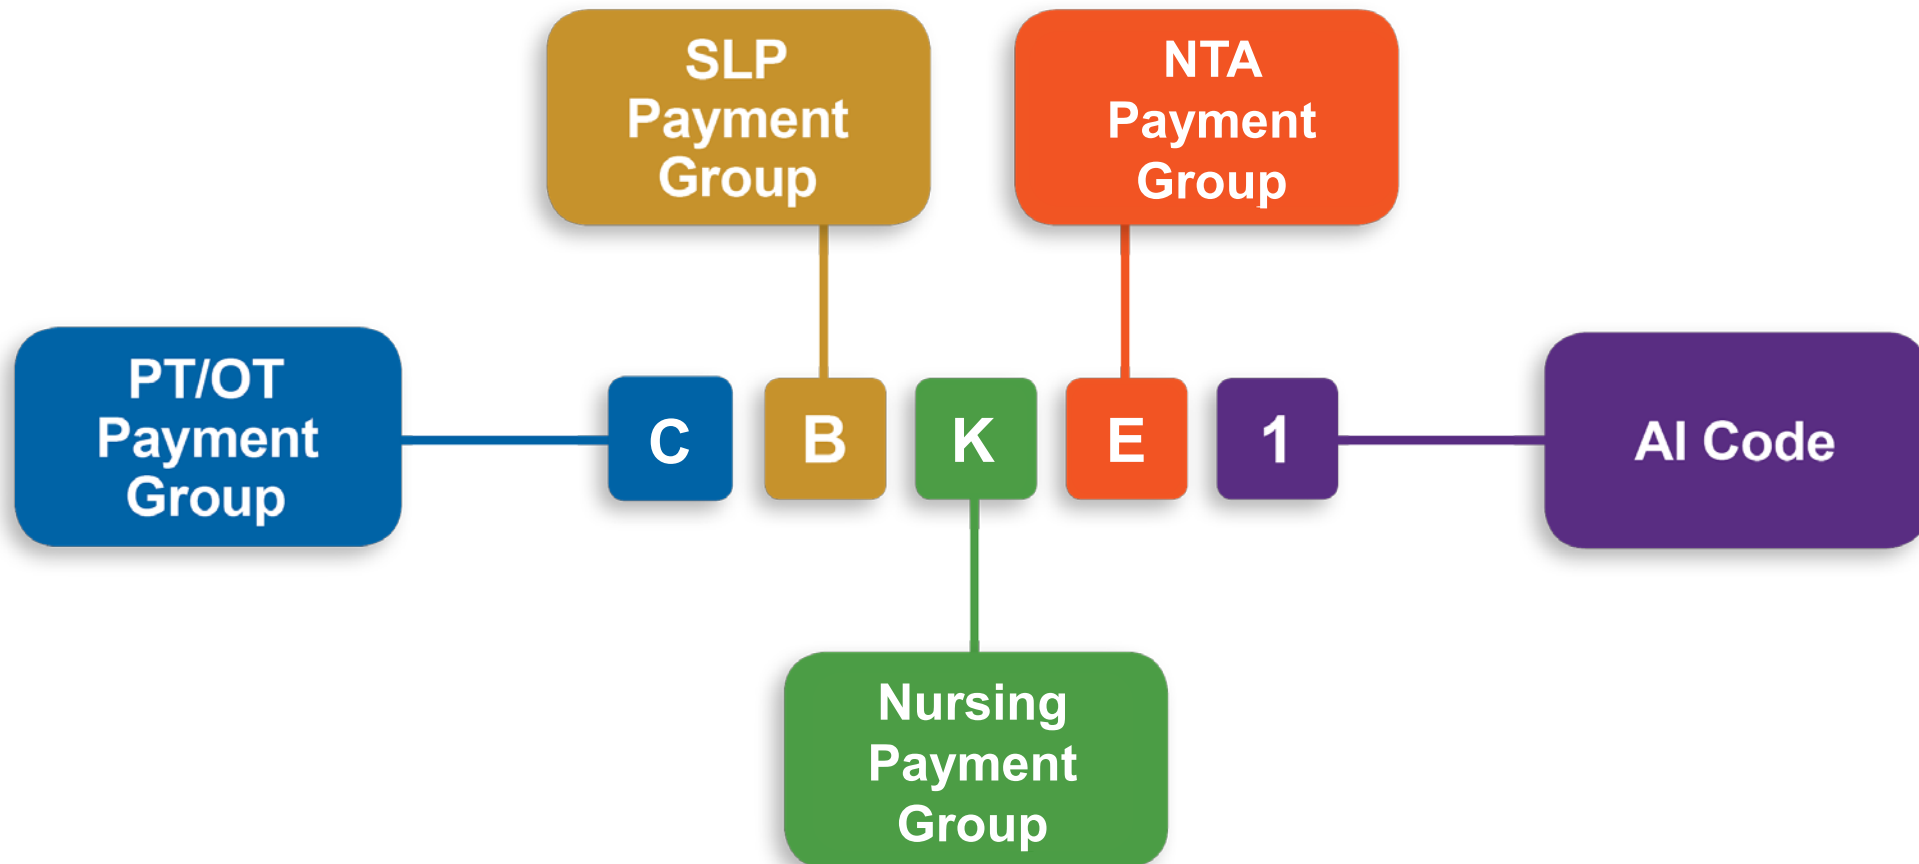 SLP
Payment
Group
NTA
Payment
Group
PT/OT
Payment
Group
C
B
K
E
1
AI Code
Nursing
Payment
Group